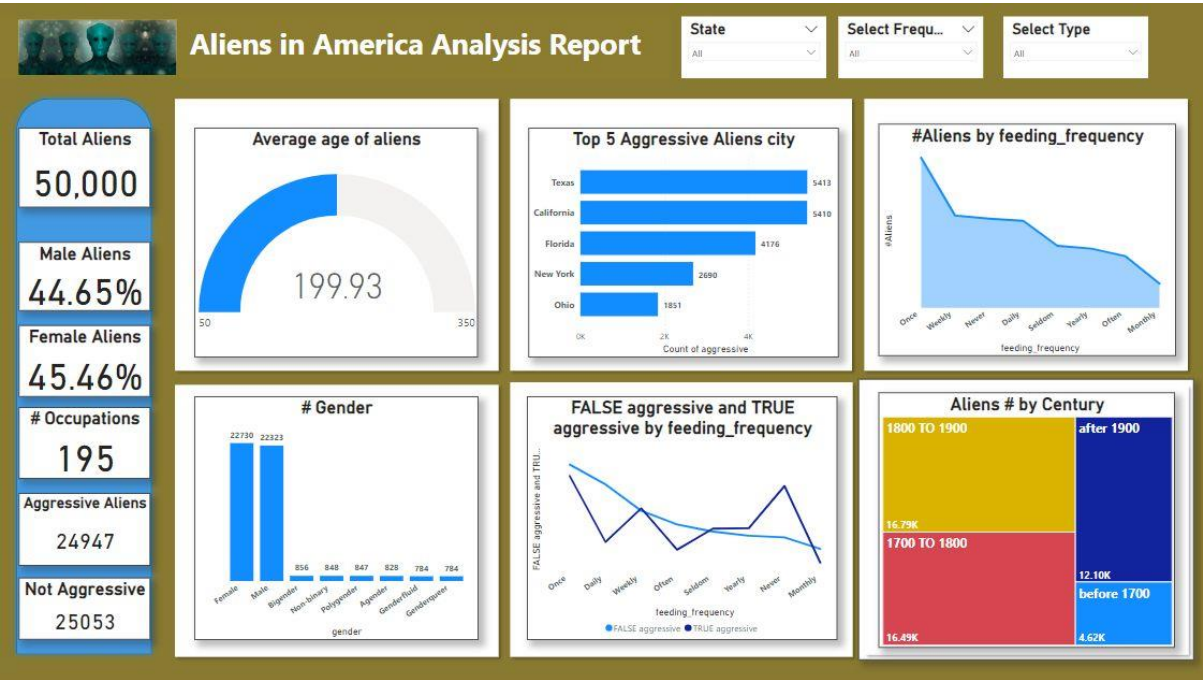 Aliens in America Analysis Report
State
All
Select Frequ...
All
Select Type
All
Total Aliens
50,000
Male Aliens
44.65%
Female Aliens
45.46%
# Occupations
195
Aggressive Aliens
24947
Not Aggressive
25053
Average age of aliens
199.93
50
350
Top 5 Aggressive Aliens city
Texas
5413
California
5410
Florida
4176
New York
2690
Ohio
1851
0K
2K
4K
Count of aggressive
#Aliens by feeding_frequency
#Aliens
Once
Weekly
Never
Daily
Seldom
Yearly
Often
Monthly
feeding_frequency
# Gender
22730
22323
856
848
847
828
784
784
Female
Male
Bigender
Non-binary
Polygender
Agender
Genderfluid
Genderqueer
gender
FALSE aggressive and TRUE
aggressive by feeding_frequency
FALSE aggressive and TRU...
Once
Daily
Weekly
Often
Seldom
Yearly
Never
Monthly
feeding_frequency
FALSE aggressive
TRUE aggressive
Aliens # by Century
1800 TO 1900
16.79K
1700 TO 1800
16.49K
after 1900
12.10K
before 1700
4.62K